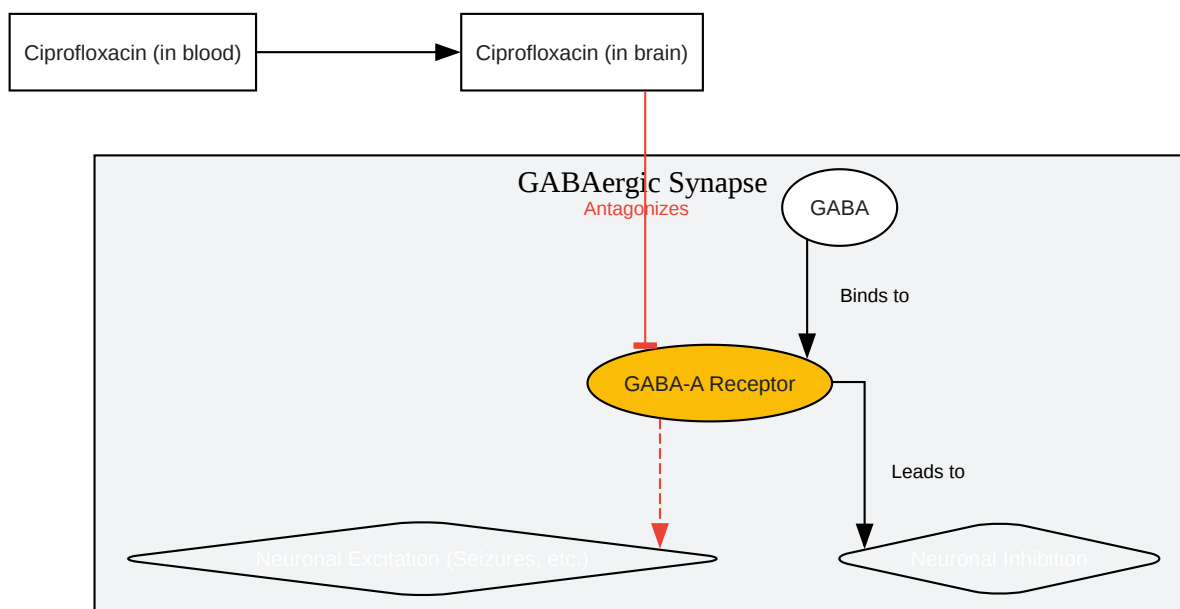 Ciprofloxacin (in blood)
Ciprofloxacin (in brain)
GABAergic Synapse
Antagonizes
GABA
Binds to
GABA-A Receptor
Leads to
Neuronal Excitation (Seizures, etc.)
Neuronal Inhibition